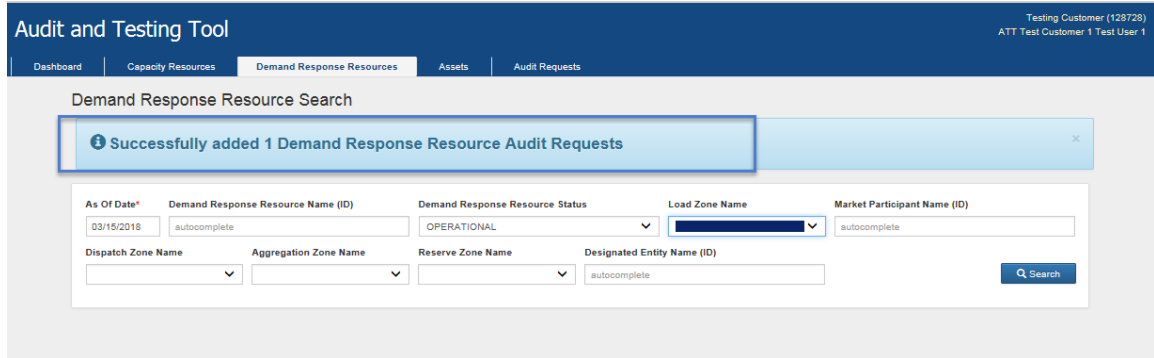 Audit and Testing Tool
Testing Customer (128728)
ATT Test Customer 1 Test User 1
Dashboard Capacity Resources Demand Response Resources Assets Audit Requests
Demand Response Resource Search
Successfully added 1 Demand Response Resource Audit Requests ×
As Of Date* Demand Response Resource Name (ID) Demand Response Resource Status Load Zone Name Market Participant Name (ID)
03/15/2018 autocomplete OPERATIONAL autocomplete
Dispatch Zone Name Aggregation Zone Name Reserve Zone Name Designated Entity Name (ID)
autocomplete Search